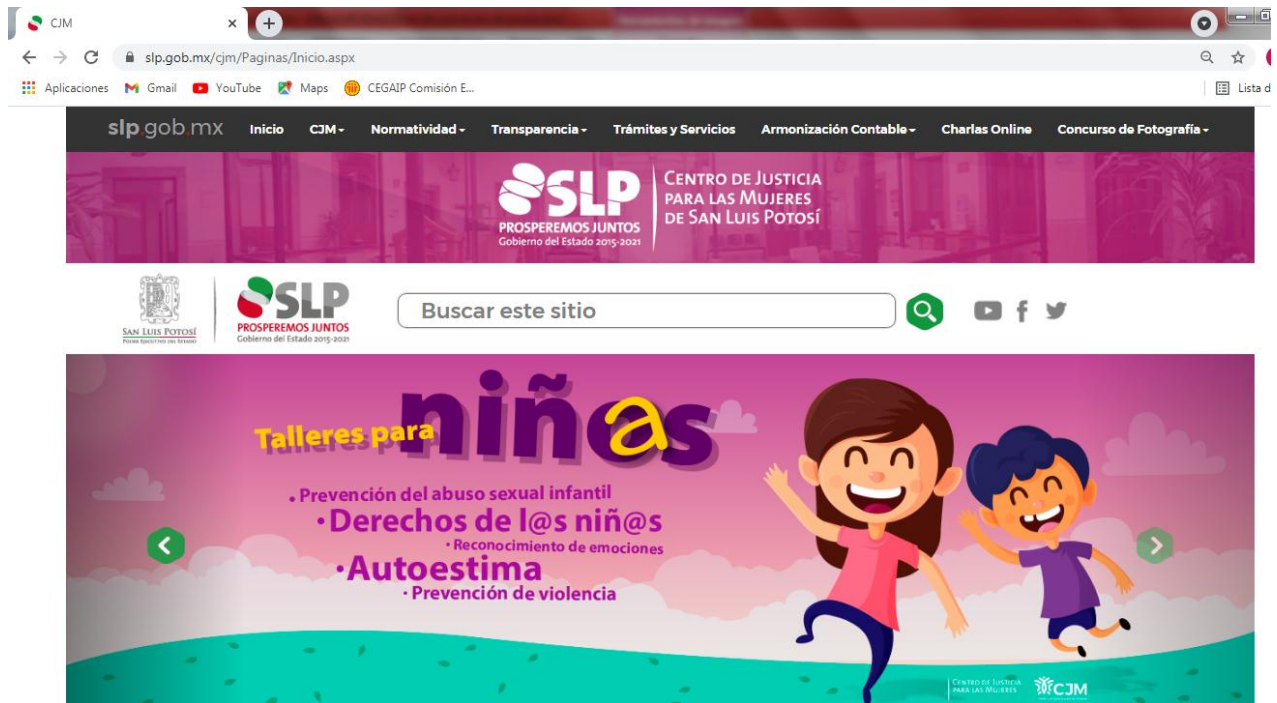 CJM
slp.gob.mx/cjm/Paginas/Inicio.aspx
Aplicaciones Gmail YouTube Maps CEGAIP Comisión E... Lista d
slp.gob.mx Inicio CJM Normatividad Transparencia Trámites y Servicios Armonización Contable Charlas Online Concurso de Fotografía
SLP
PROSPEREMOS JUNTOS
Gobierno del Estado 2015-2021
CENTRO DE JUSTICIA
PARA LAS MUJERES
DE SAN LUIS POTOSÍ
SAN LUIS POTOSÍ
PODER EJECUTIVO DEL ESTADO
SLP
PROSPEREMOS JUNTOS
Gobierno del Estado 2015-2021
Buscar este sitio
Talleres para niñas
• Prevención del abuso sexual infantil
• Derechos de l@s niñ@s
• Reconocimiento de emociones
• Autoestima
• Prevención de violencia
CENTRO DE JUSTICIA
PARA LAS MUJERES
CJM